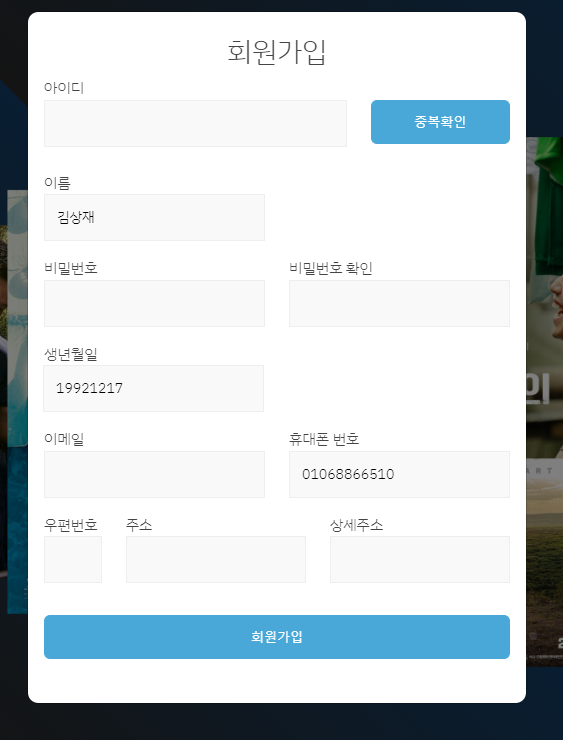 회원가입
아이디
중복확인
이름
김상재
비밀번호 비밀번호 확인
생년월일
19921217
이메일 휴대폰 번호
01068866510
우편번호 주소 상세주소
회원가입
의
ART